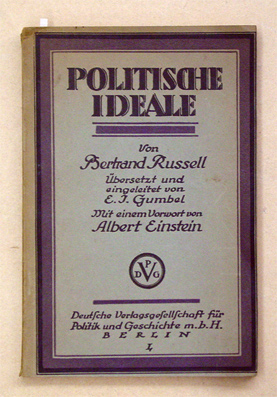 POLITISCHE
IDEALE
Von
Bertrand Russell
Übersetzt und
eingeleitet von
E. J. Gumbel
Mit einem Vorwort von
Albert Einstein
P
D V G
Deutsche Verlagsgesellschaft für
Politik und Geschichte m. b. H.
BERLIN